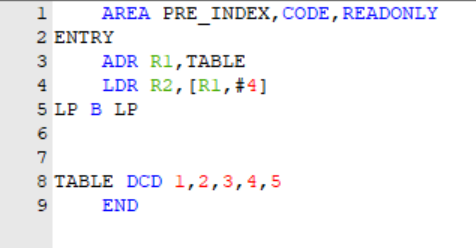 1 AREA PRE_INDEX,CODE,READONLY
2 ENTRY
3 ADR R1,TABLE
4 LDR R2,[R1,#4]
5 LP B LP
6
7
8 TABLE DCD 1,2,3,4,5
9 END